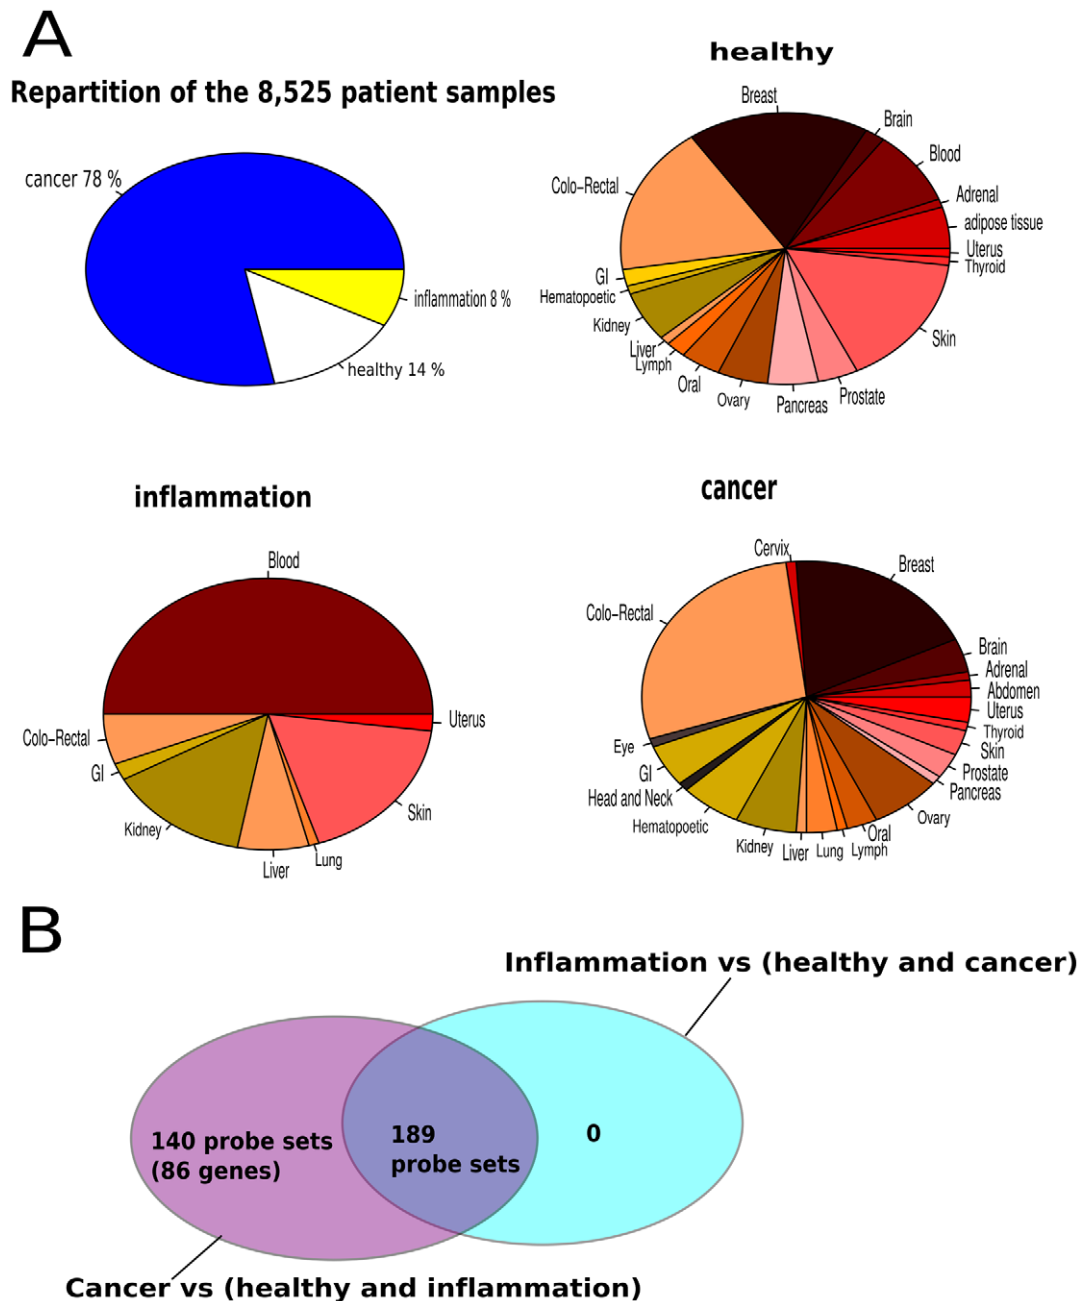 A
Repartition of the 8,525 patient samples
cancer 78 %
inflammation 8 %
healthy 14 %
healthy
Breast
Brain
Blood
Adrenal
adipose tissue
Uterus
Thyroid
Skin
Prostate
Pancreas
Ovary
Oral
Lymph
Liver
Kidney
Hematopoetic
GI
Colo-Rectal
inflammation
Blood
Uterus
Skin
Lung
Liver
Kidney
GI
Colo-Rectal
cancer
Cervix
Breast
Brain
Adrenal
Abdomen
Uterus
Thyroid
Skin
Prostate
Pancreas
Ovary
Oral
Lymph
Lung
Liver
Kidney
Hematopoetic
Head and Neck
GI
Eye
Colo-Rectal
B
Inflammation vs (healthy and cancer)
140 probe sets
(86 genes)
189
probe sets
0
Cancer vs (healthy and inflammation)